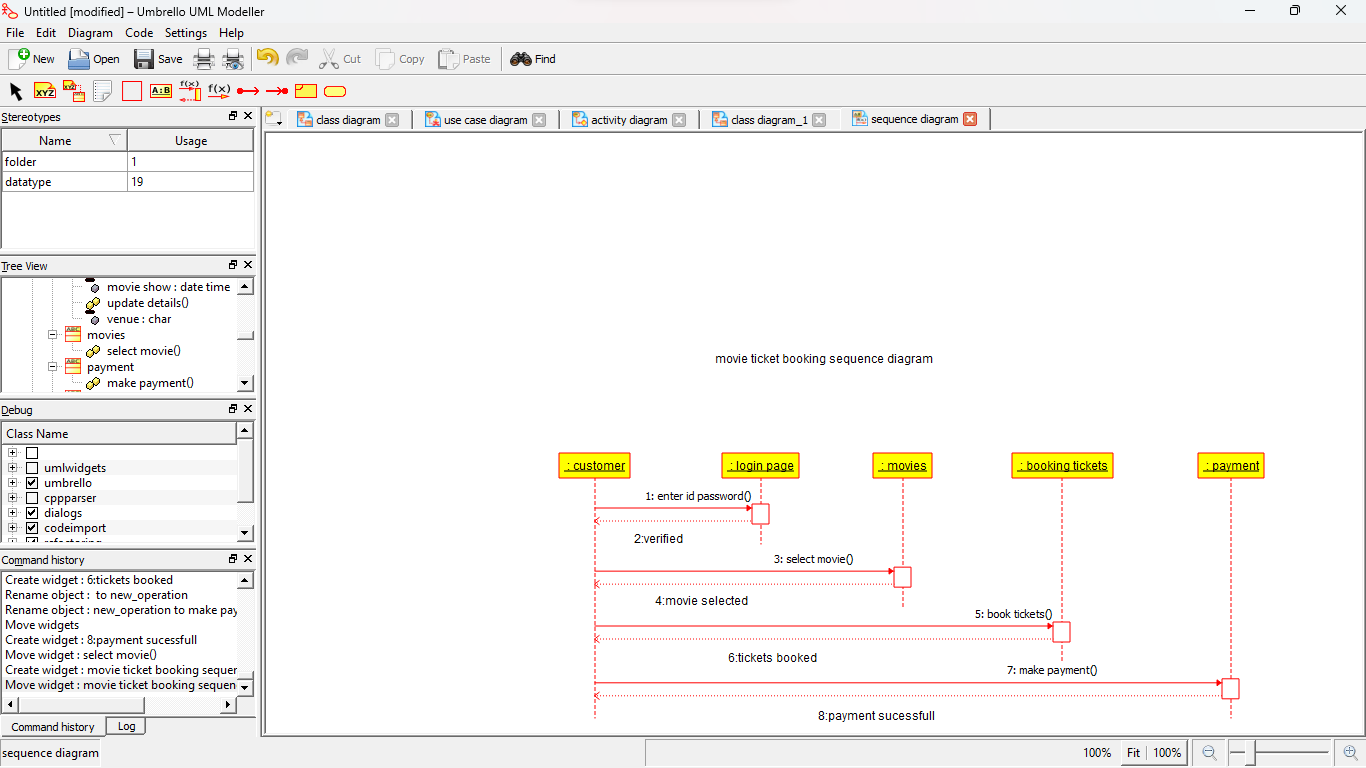 Untitled [modified] – Umbrello UML Modeller
File Edit Diagram Code Settings Help
New Open Save Cut Copy Paste Find
XYZ XYZ A:B f(x) f(x)
Stereotypes
Name Usage
folder 1
datatype 19
Tree View
movie show : date time
update details()
venue : char
movies
select movie()
payment
make payment()
Debug
Class Name
umlwidgets
umbrello
cppparser
dialogs
codeimport
Command history
Create widget : 6:tickets booked
Rename object : to new_operation
Rename object : new_operation to make pay
Move widgets
Create widget : 8:payment sucessfull
Move widget : select movie()
Create widget : movie ticket booking sequer
Move widget : movie ticket booking sequen
Command history Log
sequence diagram
class diagram use case diagram activity diagram class diagram_1 sequence diagram
movie ticket booking sequence diagram
: customer : login page : movies : booking tickets : payment
1: enter id password()
2:verified
3: select movie()
4:movie selected
5: book tickets()
6:tickets booked
7: make payment()
8:payment sucessfull
100% Fit 100%